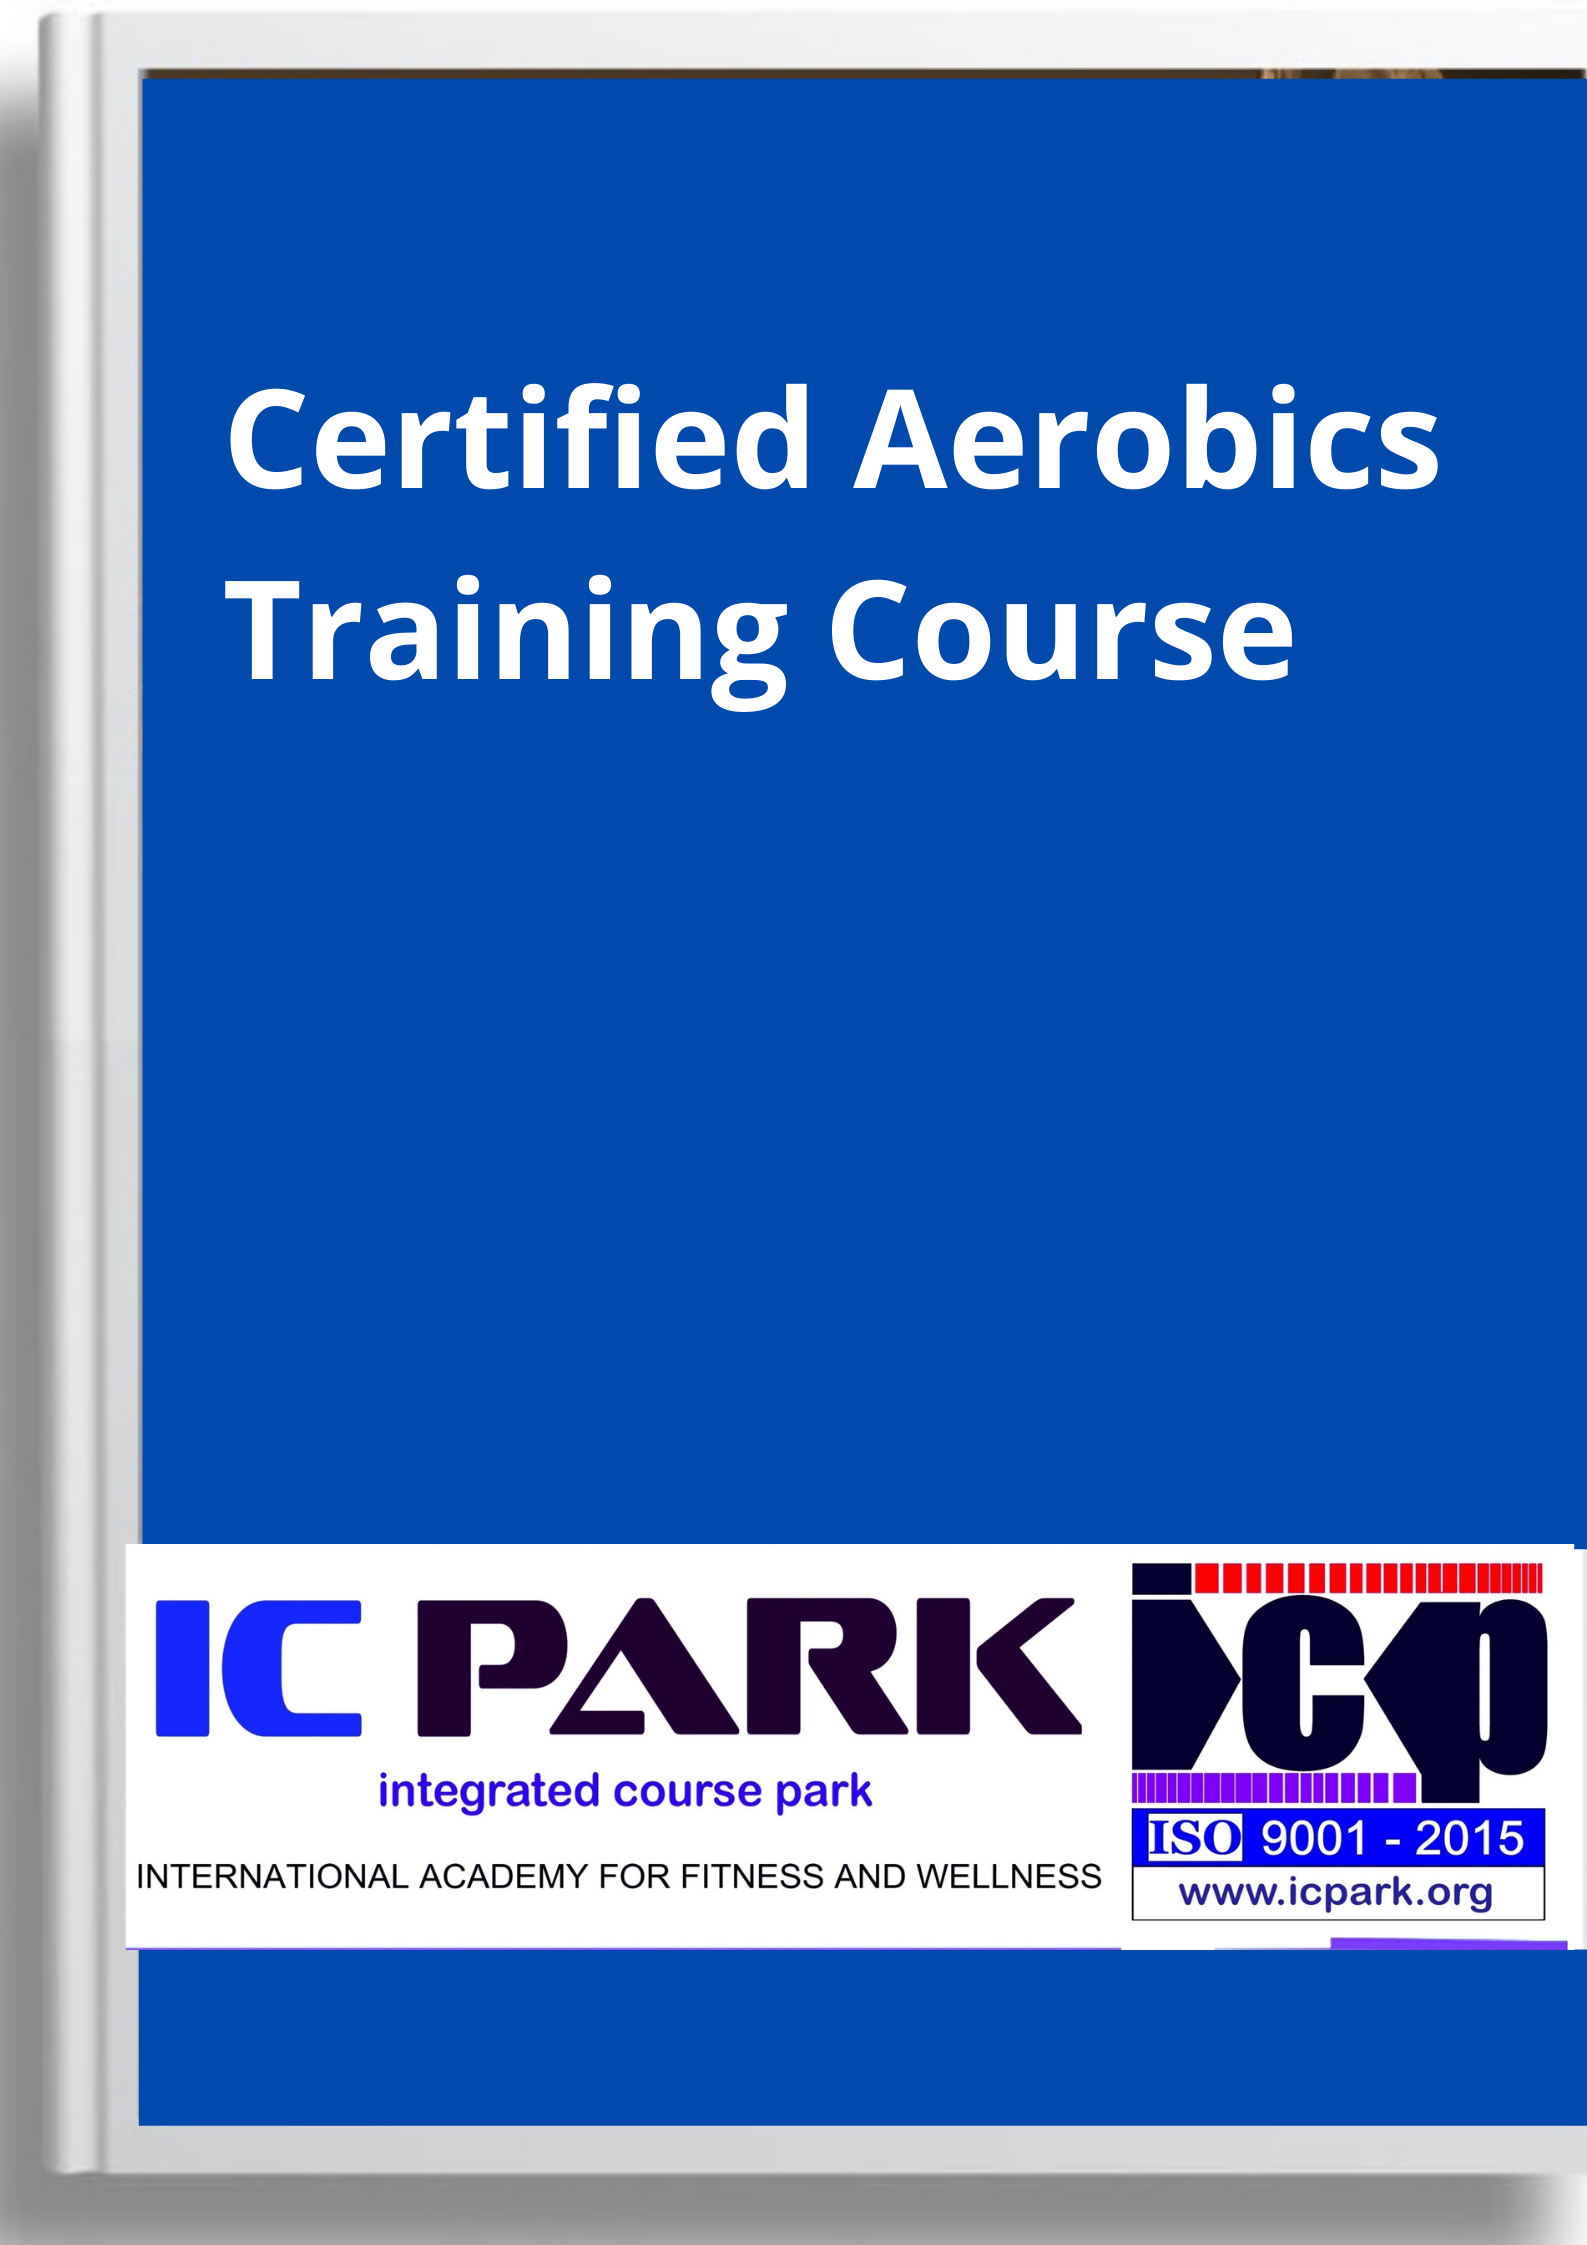 Certified Aerobics
Training Course
IC PARK
integrated course park
INTERNATIONAL ACADEMY FOR FITNESS AND WELLNESS
icp
ISO 9001 - 2015
www.icpark.org